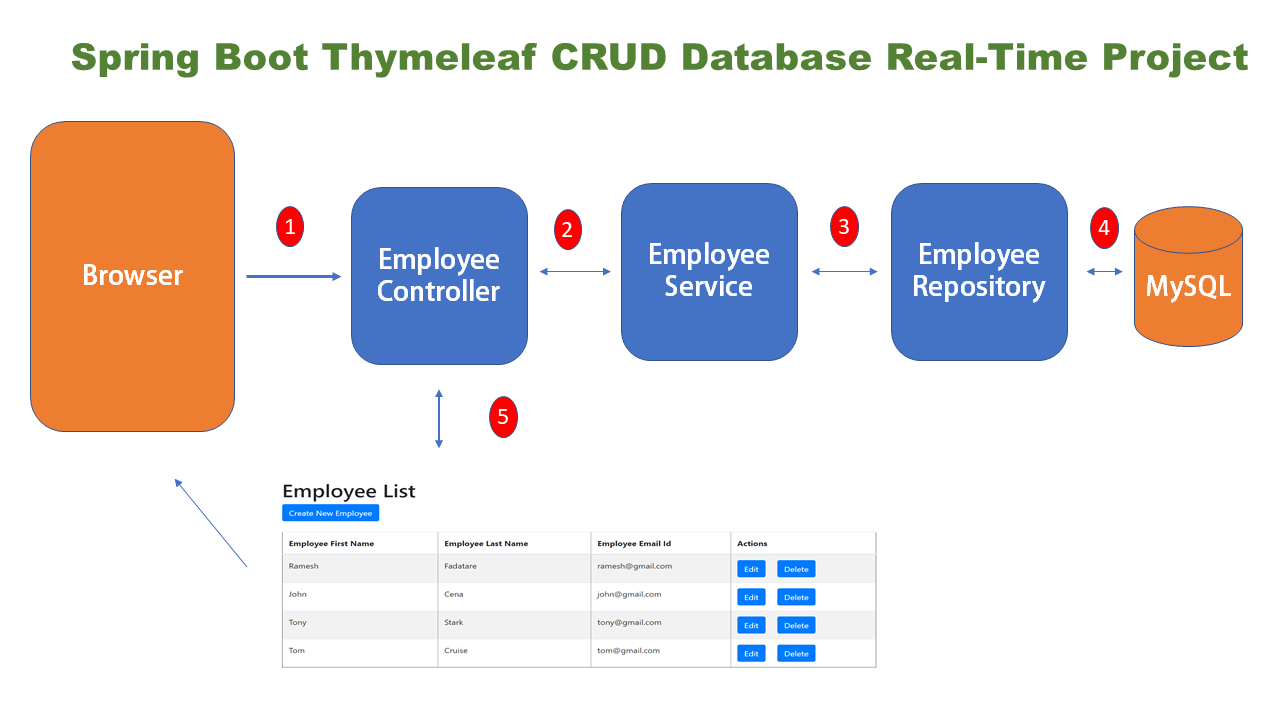 Spring Boot Thymeleaf CRUD Database Real-Time Project
Browser
1
Employee
Controller
2
Employee
Service
3
Employee
Repository
4
MySQL
5
Employee List
Create New Employee
Employee First Name Employee Last Name Employee Email Id Actions
Ramesh Fadatare ramesh@gmail.com Edit Delete
John Cena john@gmail.com Edit Delete
Tony Stark tony@gmail.com Edit Delete
Tom Cruise tom@gmail.com Edit Delete